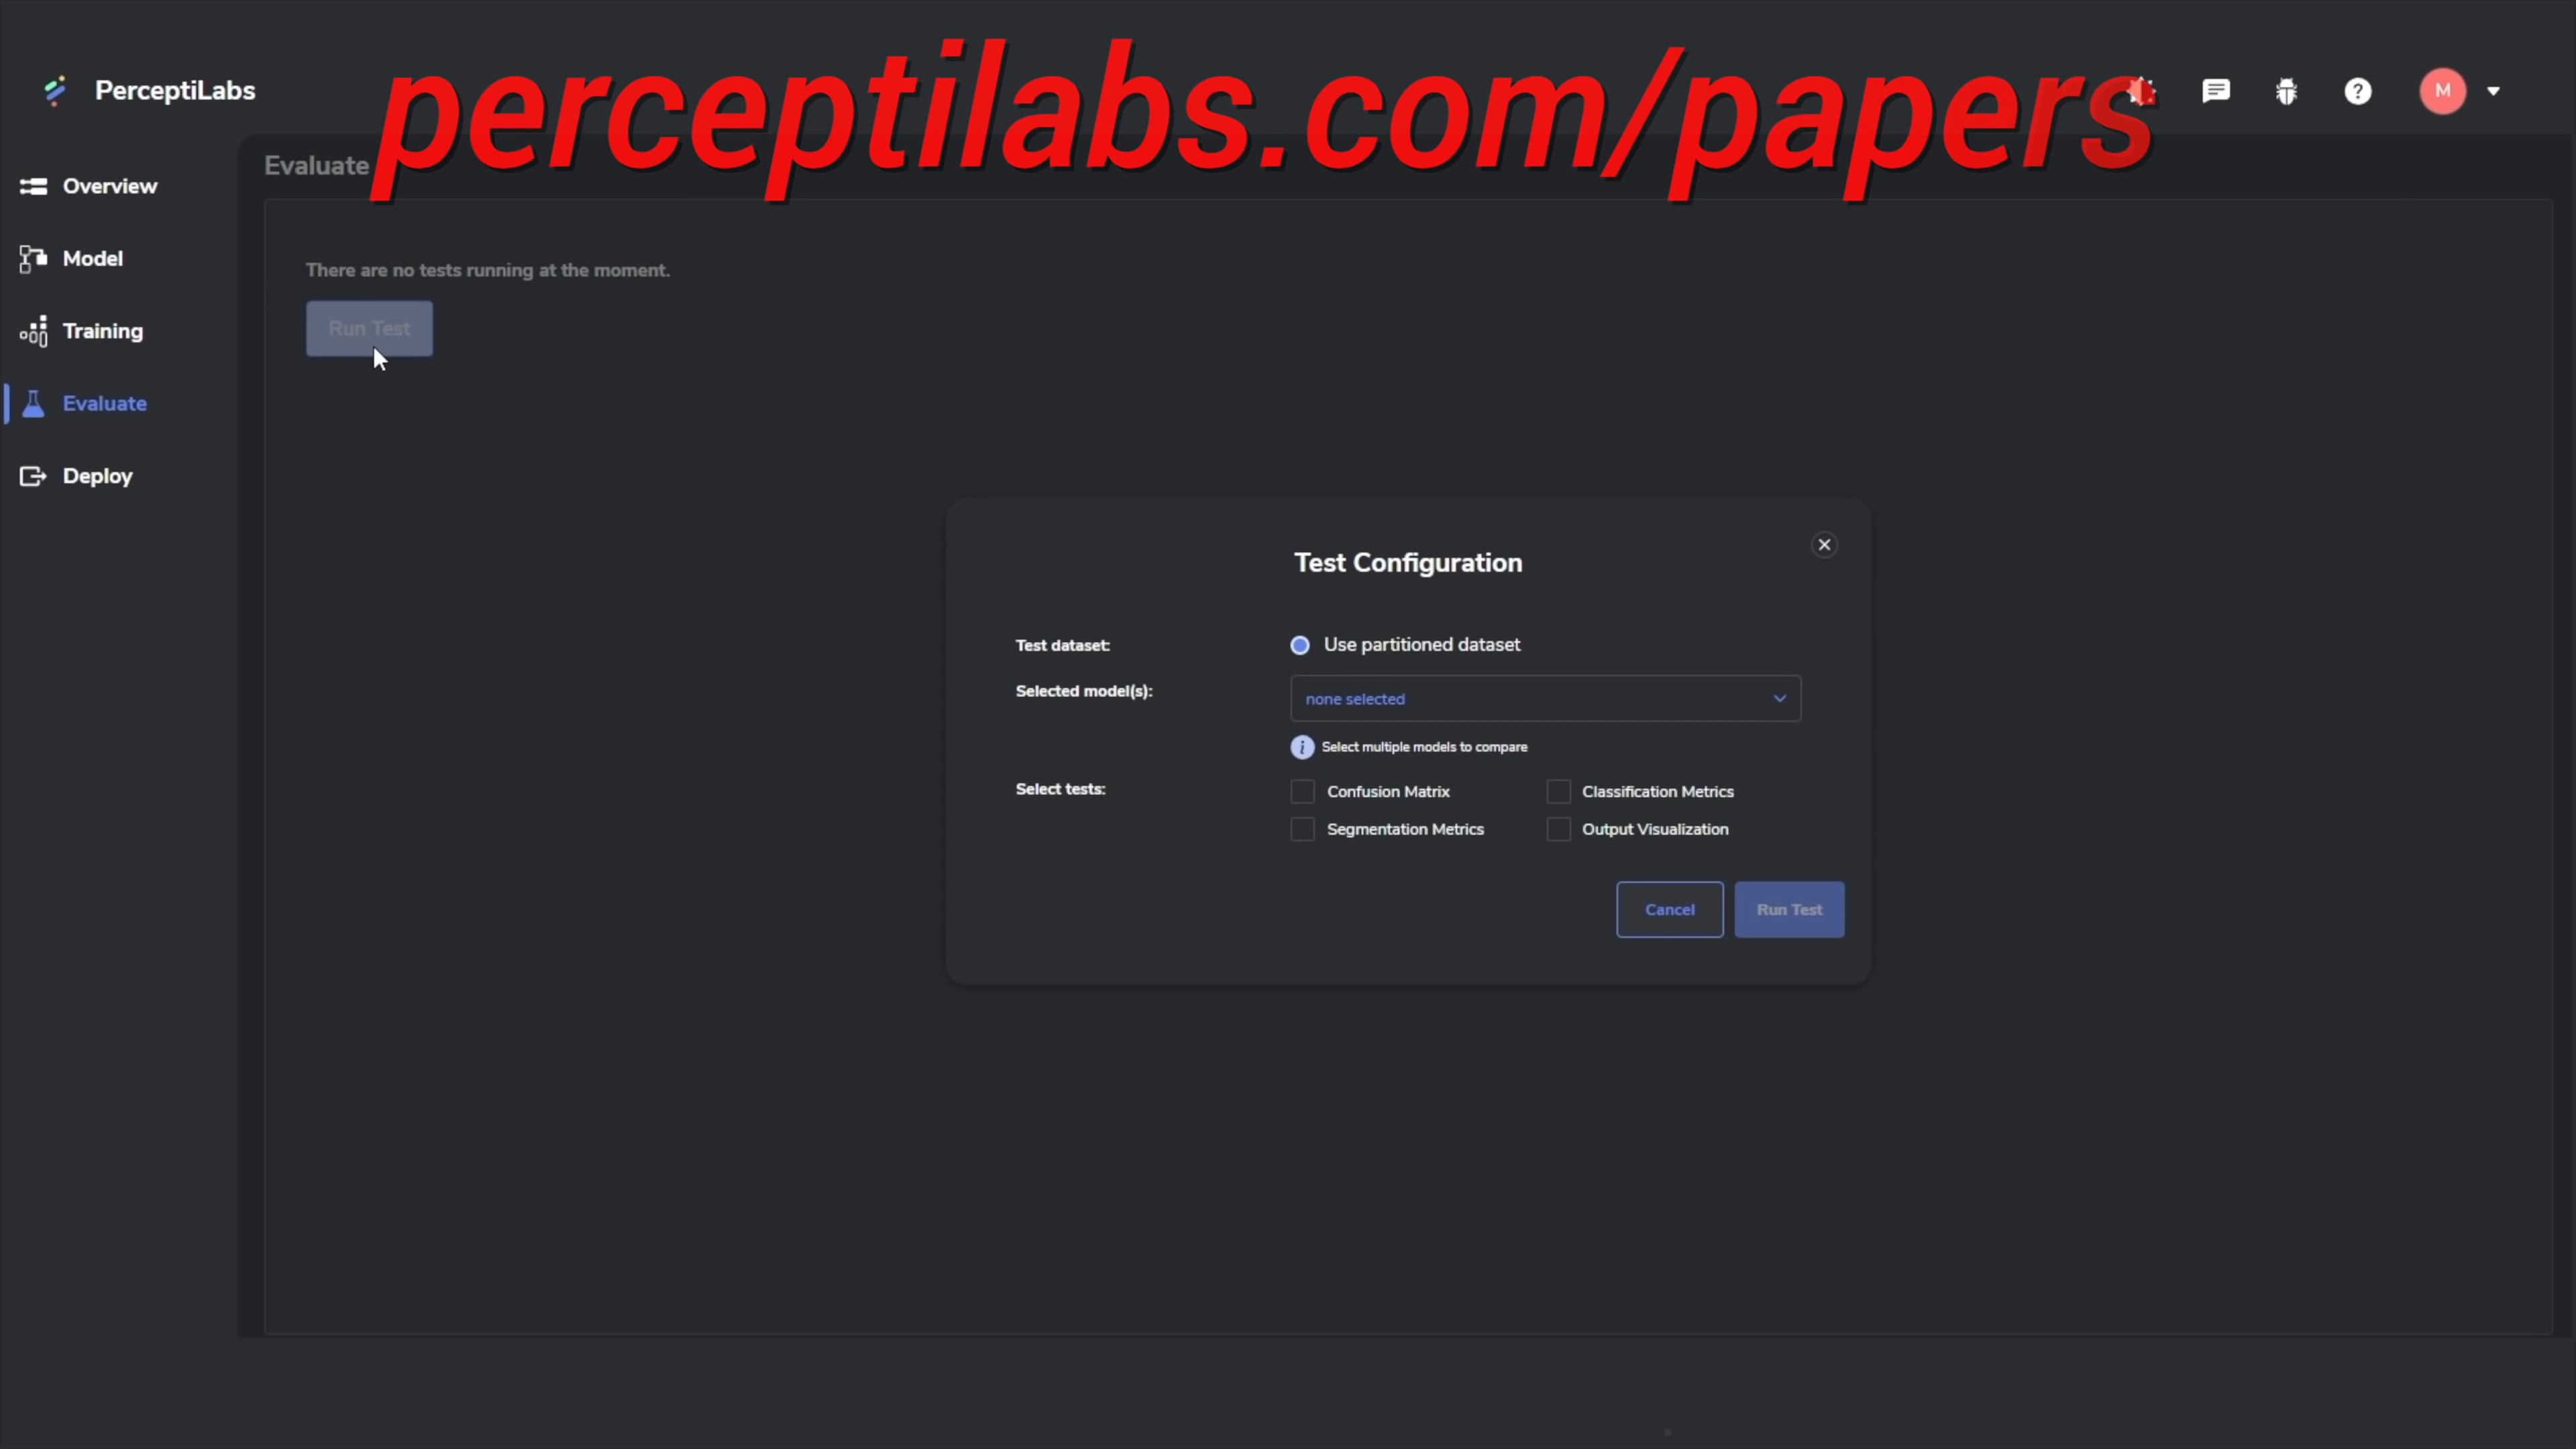 perceptilabs.com/papers
PerceptiLabs
M
Evaluate
Overview
Model
Training
Evaluate
Deploy
There are no tests running at the moment.
Run Test
Test Configuration
Test dataset:
Use partitioned dataset
Selected model(s):
none selected
Select multiple models to compare
Select tests:
Confusion Matrix
Classification Metrics
Segmentation Metrics
Output Visualization
Cancel
Run Test